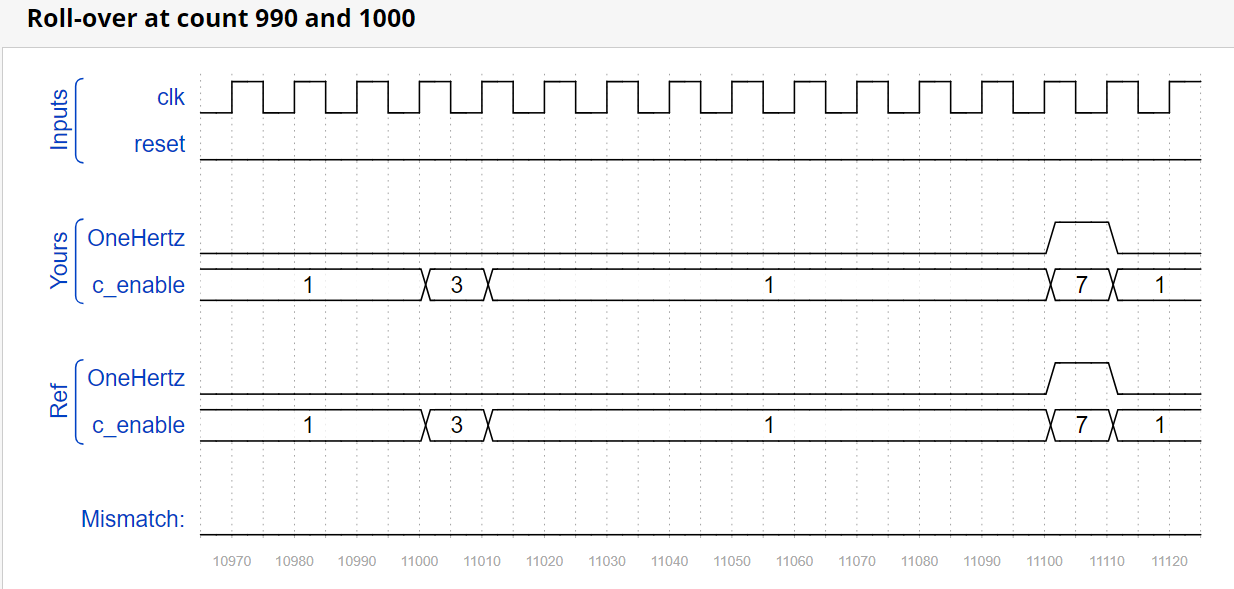 Roll-over at count 990 and 1000
Inputs
clk
reset
Yours
OneHertz
c_enable 1 3 1 7 1
Ref
OneHertz
c_enable 1 3 1 7 1
Mismatch:
10970 10980 10990 11000 11010 11020 11030 11040 11050 11060 11070 11080 11090 11100 11110 11120